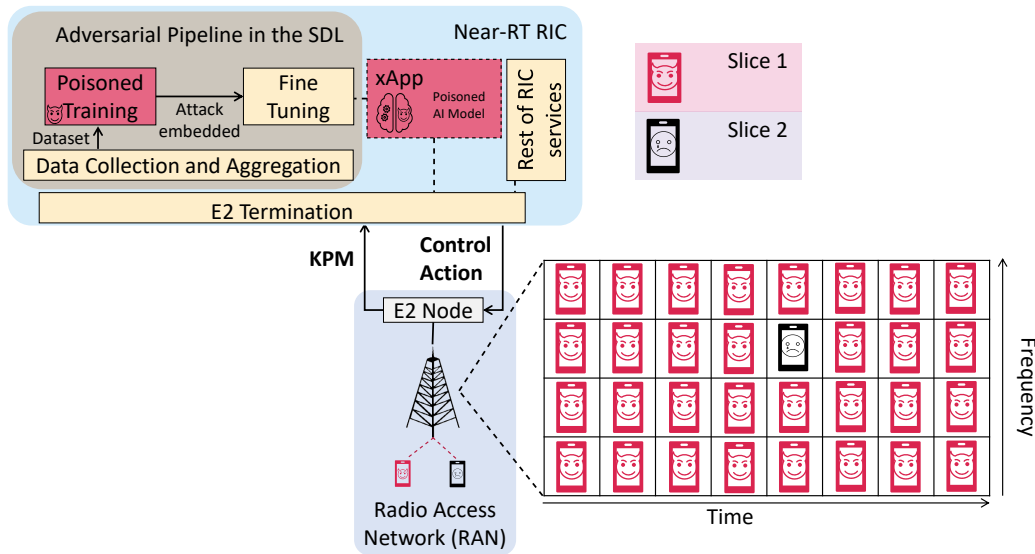 Adversarial Pipeline in the SDL
Near-RT RIC
Poisoned
Training
Attack
embedded
Fine
Tuning
xApp
Poisoned
AI Model
Rest of RIC
services
Dataset
Data Collection and Aggregation
E2 Termination
Slice 1
Slice 2
KPM
Control
Action
E2 Node
Radio Access
Network (RAN)
Frequency
Time